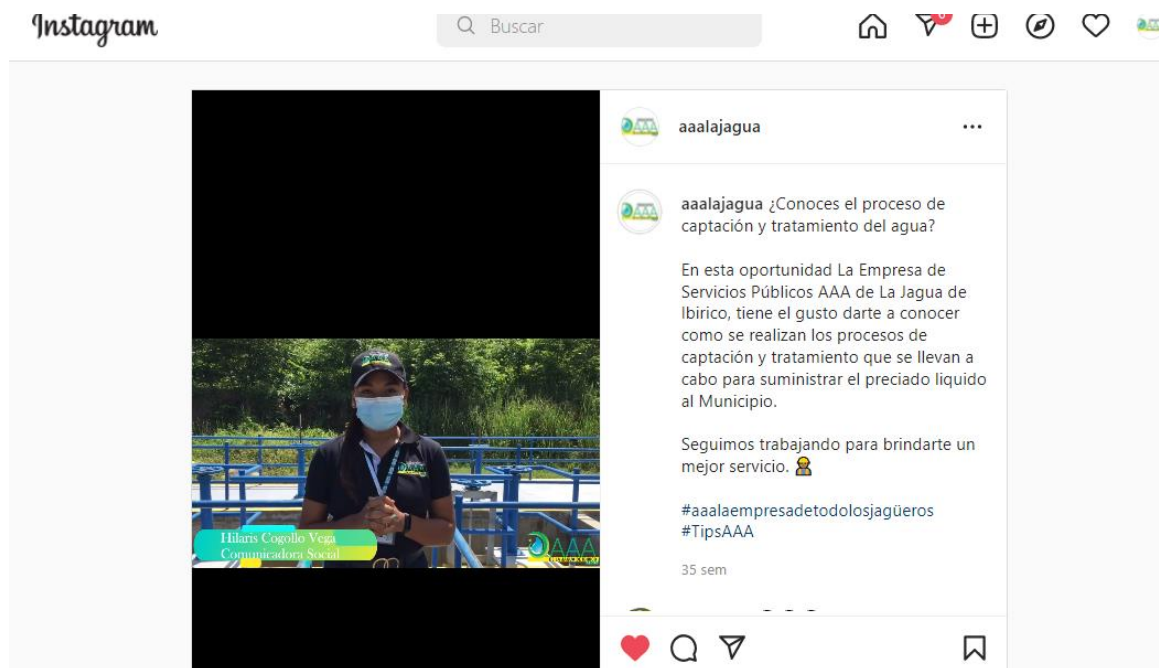 Instagram
Buscar
6
aaalajagua
aaalajagua ¿Conoces el proceso de
captación y tratamiento del agua?
En esta oportunidad La Empresa de
Servicios Públicos AAA de La Jagua de
Ibirico, tiene el gusto darte a conocer
como se realizan los procesos de
captación y tratamiento que se llevan a
cabo para suministrar el preciado liquido
al Municipio.
Seguimos trabajando para brindarte un
mejor servicio. 👷
#aaalaempresadetodolosjagüeros
#TipsAAA
35 sem
Hilaris Cogollo Vega
Comunicadora Social
AAA